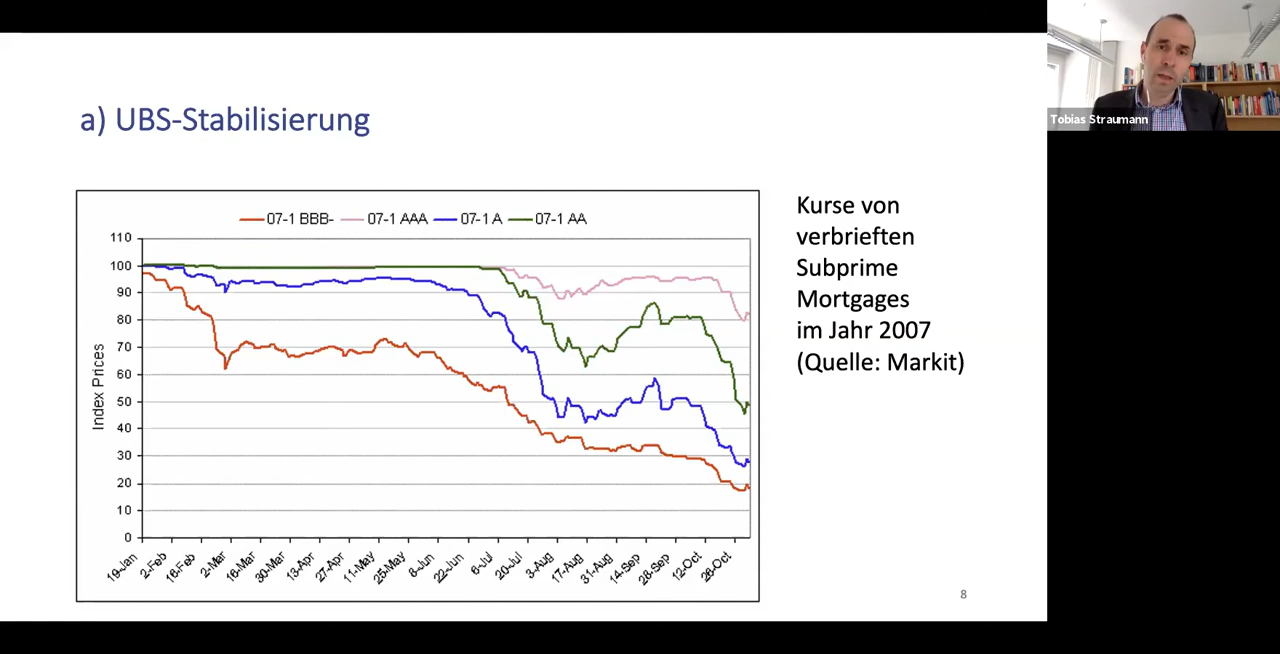 a) UBS-Stabilisierung
Tobias Straumann
07-1 BBB- 07-1 AAA 07-1 A 07-1 AA
Index Prices
110
100
90
80
70
60
50
40
30
20
10
0
19-Jan 2-Feb 16-Feb 2-Mar 16-Mar 30-Mar 13-Apr 27-Apr 11-May 25-May 8-Jun 22-Jun 6-Jul 20-Jul 3-Aug 17-Aug 31-Aug 14-Sep 28-Sep 12-Oct 26-Oct
Kurse von
verbrieften
Subprime
Mortgages
im Jahr 2007
(Quelle: Markit)
8